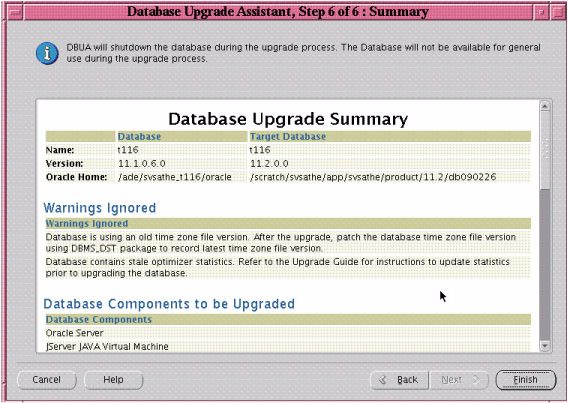 Database Upgrade Assistant, Step 6 of 6 : Summary
DBUA will shutdown the database during the upgrade process. The Database will not be available for general
use during the upgrade process.
Database Upgrade Summary
Database Target Database
Name: t116 t116
Version: 11.1.0.6.0 11.2.0.0
Oracle Home: /ade/svsathe_t116/oracle /scratch/svsathe/app/svsathe/product/11.2/db090226
Warnings Ignored
Warnings Ignored
Database is using an old time zone file version. After the upgrade, patch the database time zone file version
using DBMS_DST package to record latest time zone file version.
Database contains stale optimizer statistics. Refer to the Upgrade Guide for instructions to update statistics
prior to upgrading the database.
Database Components to be Upgraded
Database Components
Oracle Server
JServer JAVA Virtual Machine
Cancel Help Back Next Finish